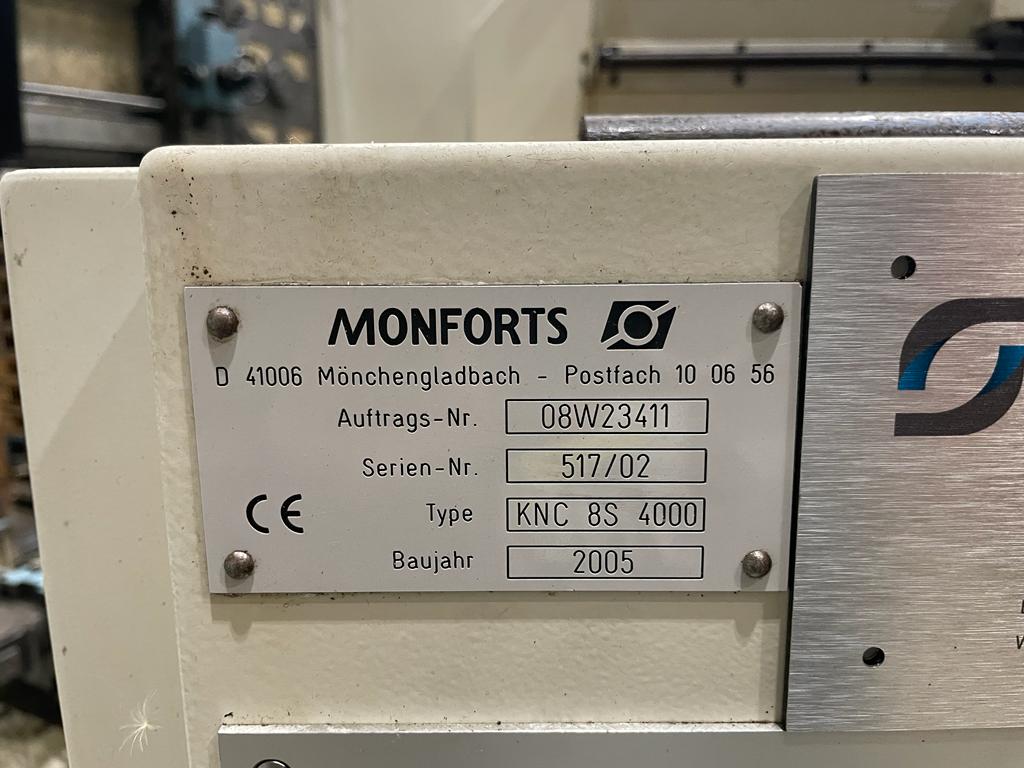 MONFORTS
D 41006 Mönchengladbach - Postfach 10 06 56
Auftrags-Nr. 08W23411
Serien-Nr. 517/02
CE Type KNC 8S 4000
Baujahr 2005